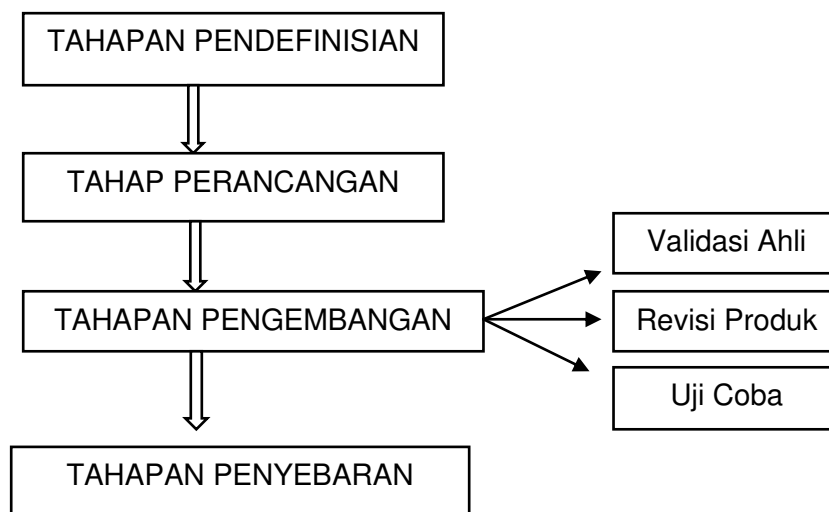 TAHAPAN PENDEFINISIAN
TAHAP PERANCANGAN
TAHAPAN PENGEMBANGAN
Validasi Ahli
Revisi Produk
Uji Coba
TAHAPAN PENYEBARAN